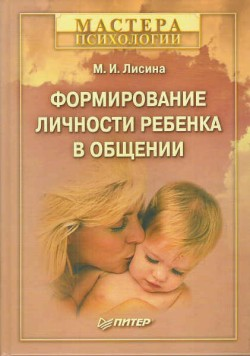 МАСТЕРА
ПСИХОЛОГИИ
М. И. Лисина
ФОРМИРОВАНИЕ
ЛИЧНОСТИ РЕБЕНКА
В ОБЩЕНИИ
ПИТЕР